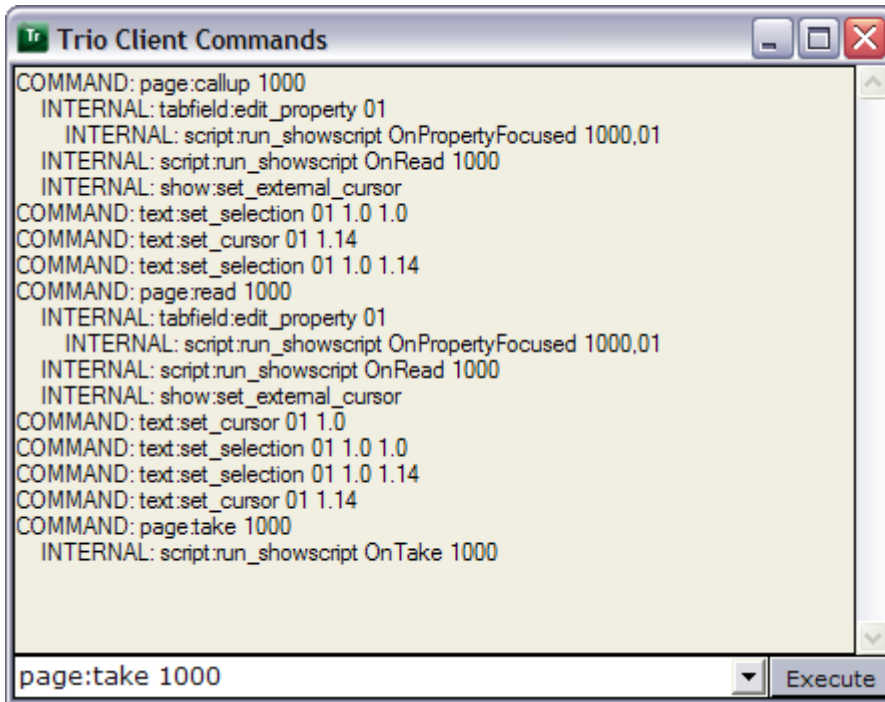 Tr Trio Client Commands
COMMAND: page:callup 1000
INTERNAL: tabfield:edit_property 01
INTERNAL: script:run_showscript OnPropertyFocused 1000,01
INTERNAL: script:run_showscript OnRead 1000
INTERNAL: show:set_external_cursor
COMMAND: text:set_selection 01 1.0 1.0
COMMAND: text:set_cursor 01 1.14
COMMAND: text:set_selection 01 1.0 1.14
COMMAND: page:read 1000
INTERNAL: tabfield:edit_property 01
INTERNAL: script:run_showscript OnPropertyFocused 1000,01
INTERNAL: script:run_showscript OnRead 1000
INTERNAL: show:set_external_cursor
COMMAND: text:set_cursor 01 1.0
COMMAND: text:set_selection 01 1.0 1.0
COMMAND: text:set_selection 01 1.0 1.14
COMMAND: text:set_cursor 01 1.14
COMMAND: page:take 1000
INTERNAL: script:run_showscript OnTake 1000
page:take 1000 Execute